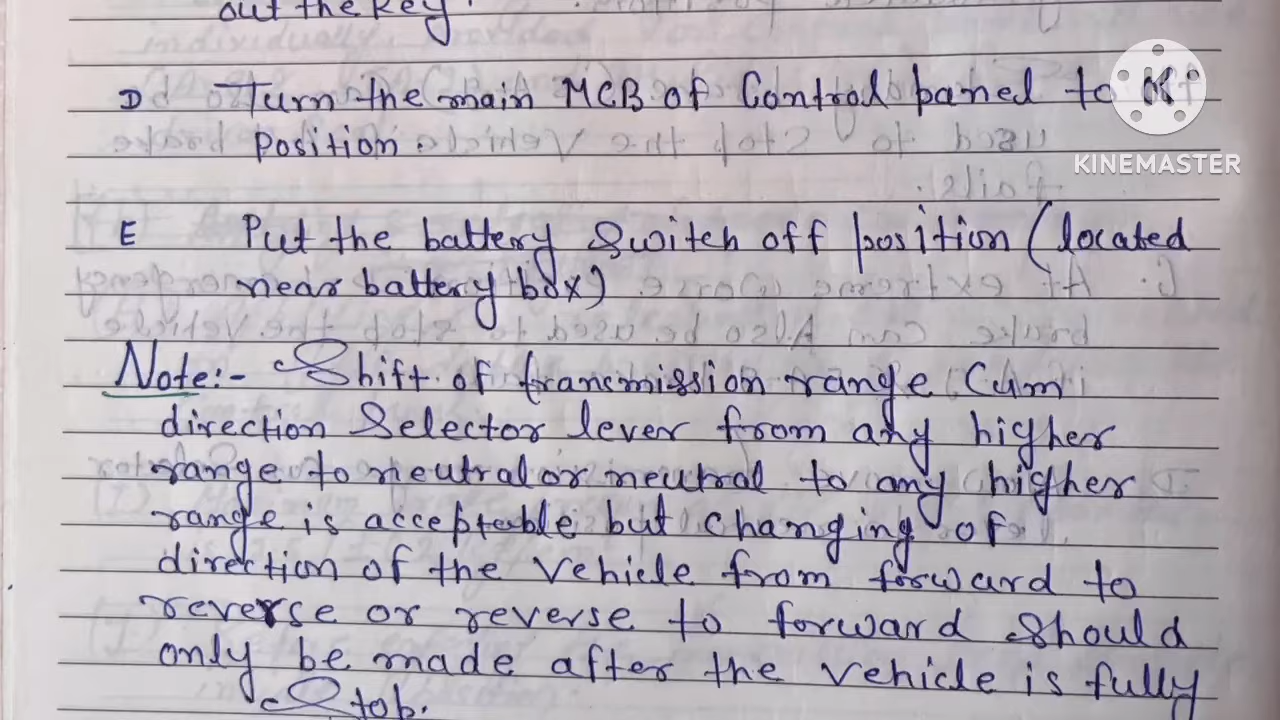 out the key.
D Turn the main MCB of Control panel to
KINEMASTER
Position.
E Put the battery Switch off position (located
near battery box)
Note:- Shift of transmission range Cum
direction Selector lever from any higher
range to neutral or neutral to any higher
range is acceptable but changing of
direction of the Vehicle from forward to
reverse or reverse to forward Should
only be made after the Vehicle is fully
Stop.